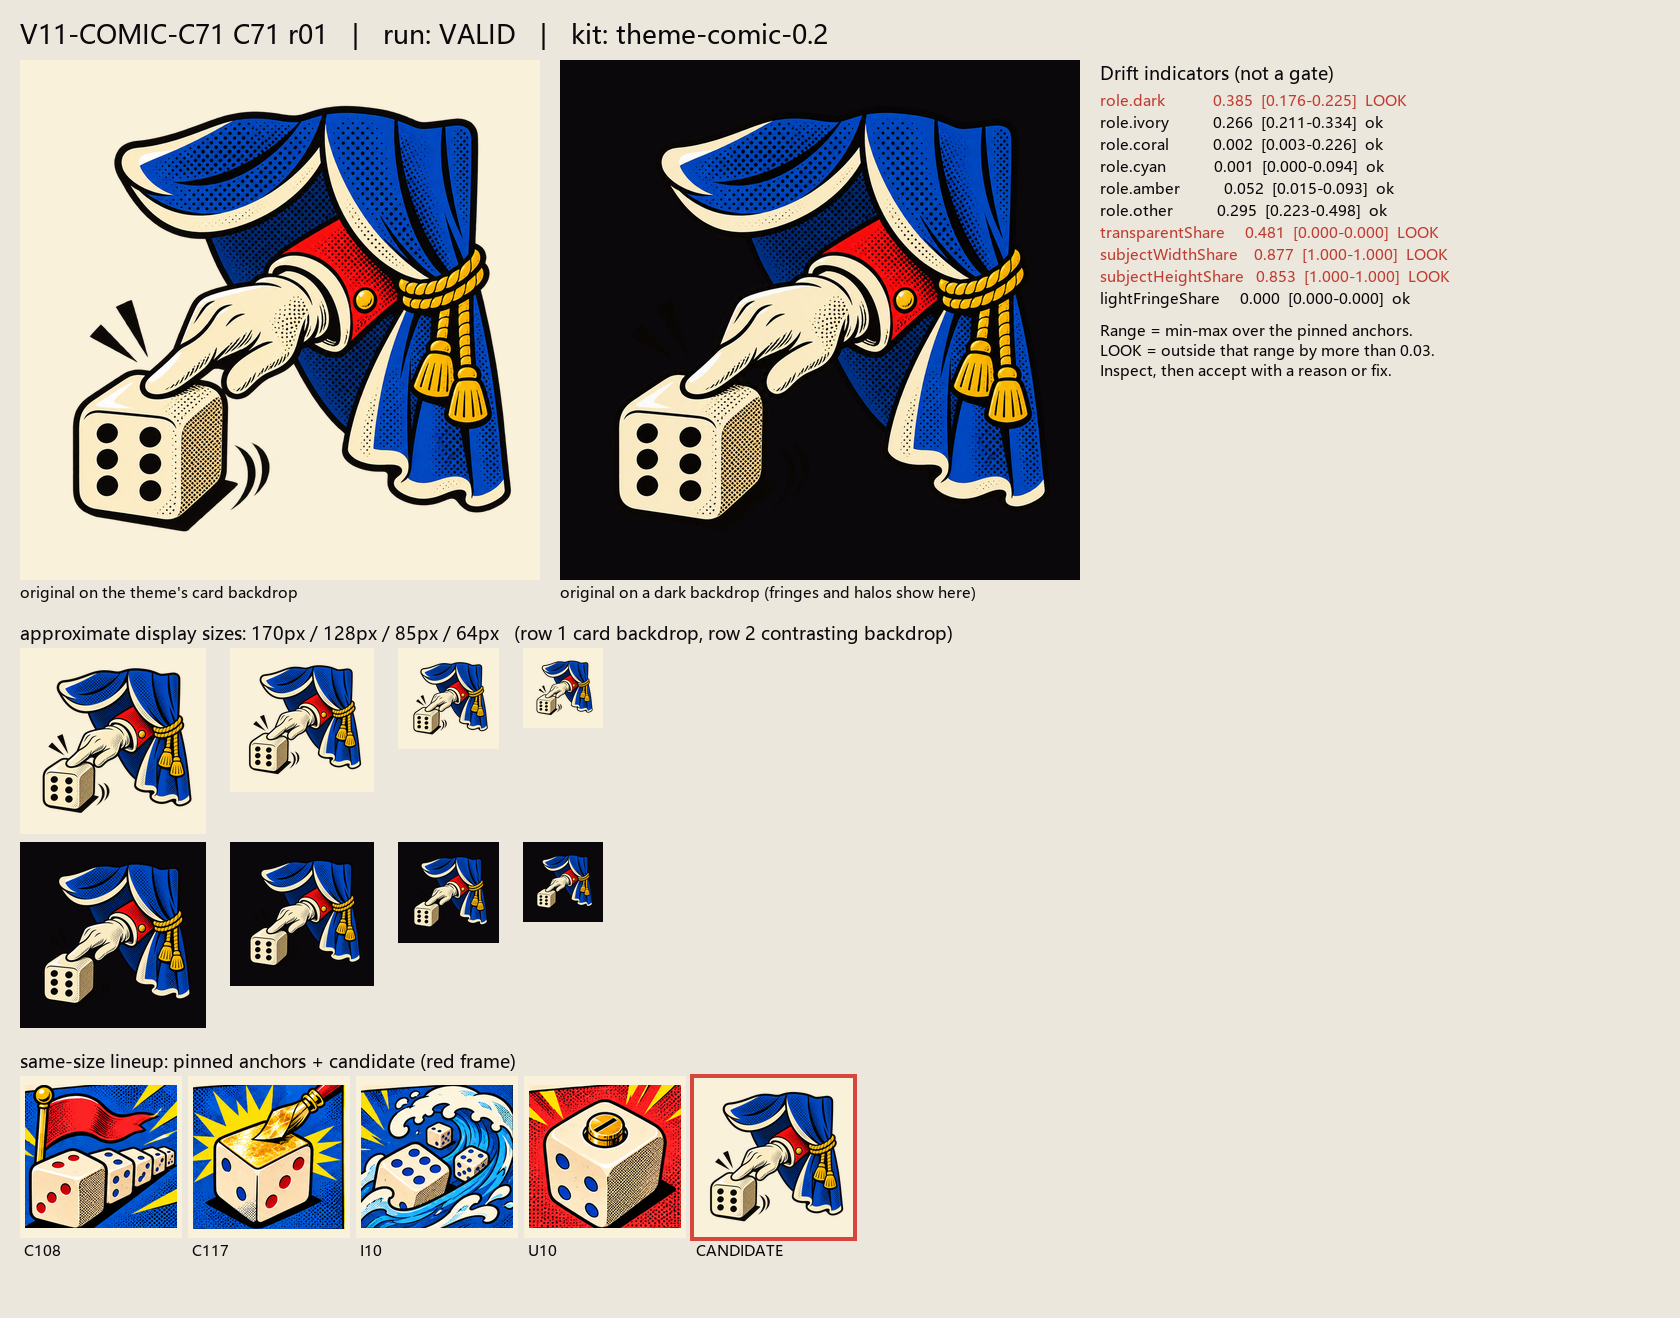 V11-COMIC-C71 C71 r01 | run: VALID | kit: theme-comic-0.2
Drift indicators (not a gate)
role.dark 0.385 [0.176-0.225] LOOK
role.ivory 0.266 [0.211-0.334] ok
role.coral 0.002 [0.003-0.226] ok
role.cyan 0.001 [0.000-0.094] ok
role.amber 0.052 [0.015-0.093] ok
role.other 0.295 [0.223-0.498] ok
transparentShare 0.481 [0.000-0.000] LOOK
subjectWidthShare 0.877 [1.000-1.000] LOOK
subjectHeightShare 0.853 [1.000-1.000] LOOK
lightFringeShare 0.000 [0.000-0.000] ok
Range = min-max over the pinned anchors.
LOOK = outside that range by more than 0.03.
Inspect, then accept with a reason or fix.
original on the theme's card backdrop
original on a dark backdrop (fringes and halos show here)
approximate display sizes: 170px / 128px / 85px / 64px (row 1 card backdrop, row 2 contrasting backdrop)
same-size lineup: pinned anchors + candidate (red frame)
C108
C117
I10
U10
CANDIDATE